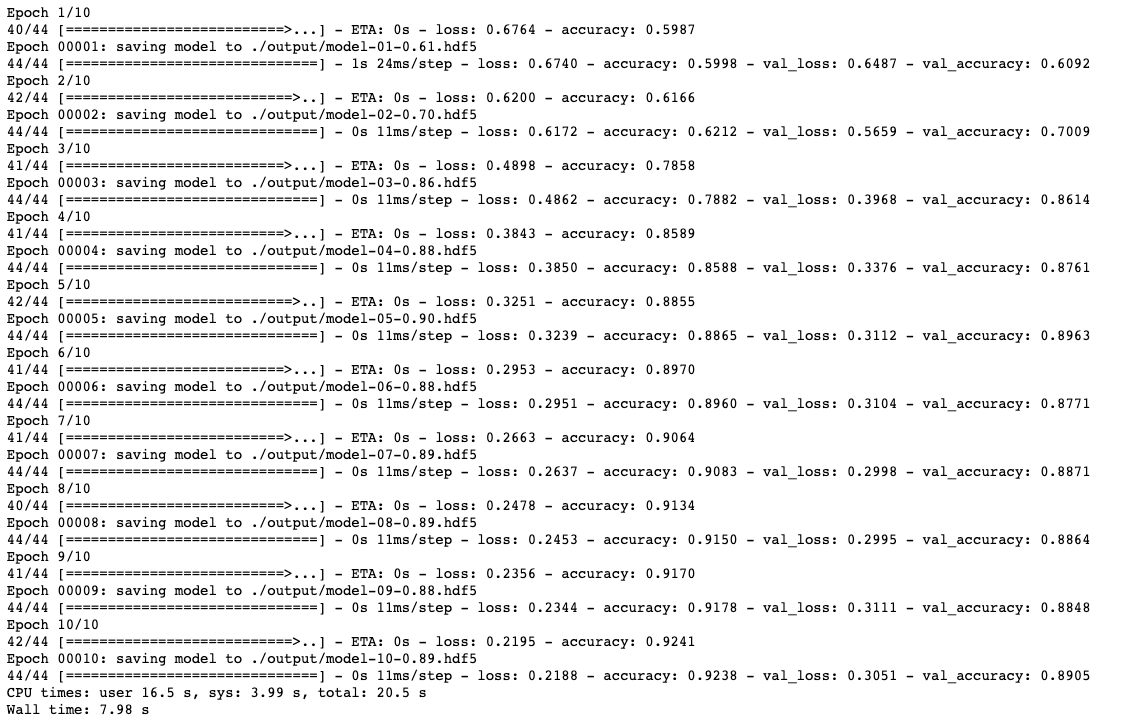 Epoch 1/10
40/44 [==========================>...] - ETA: 0s - loss: 0.6764 - accuracy: 0.5987
Epoch 00001: saving model to ./output/model-01-0.61.hdf5
44/44 [==============================] - 1s 24ms/step - loss: 0.6740 - accuracy: 0.5998 - val_loss: 0.6487 - val_accuracy: 0.6092
Epoch 2/10
42/44 [===========================>..] - ETA: 0s - loss: 0.6200 - accuracy: 0.6166
Epoch 00002: saving model to ./output/model-02-0.70.hdf5
44/44 [==============================] - 0s 11ms/step - loss: 0.6172 - accuracy: 0.6212 - val_loss: 0.5659 - val_accuracy: 0.7009
Epoch 3/10
41/44 [==========================>...] - ETA: 0s - loss: 0.4898 - accuracy: 0.7858
Epoch 00003: saving model to ./output/model-03-0.86.hdf5
44/44 [==============================] - 0s 11ms/step - loss: 0.4862 - accuracy: 0.7882 - val_loss: 0.3968 - val_accuracy: 0.8614
Epoch 4/10
41/44 [==========================>...] - ETA: 0s - loss: 0.3843 - accuracy: 0.8589
Epoch 00004: saving model to ./output/model-04-0.88.hdf5
44/44 [==============================] - 0s 11ms/step - loss: 0.3850 - accuracy: 0.8588 - val_loss: 0.3376 - val_accuracy: 0.8761
Epoch 5/10
42/44 [===========================>..] - ETA: 0s - loss: 0.3251 - accuracy: 0.8855
Epoch 00005: saving model to ./output/model-05-0.90.hdf5
44/44 [==============================] - 0s 11ms/step - loss: 0.3239 - accuracy: 0.8865 - val_loss: 0.3112 - val_accuracy: 0.8963
Epoch 6/10
41/44 [==========================>...] - ETA: 0s - loss: 0.2953 - accuracy: 0.8970
Epoch 00006: saving model to ./output/model-06-0.88.hdf5
44/44 [==============================] - 0s 11ms/step - loss: 0.2951 - accuracy: 0.8960 - val_loss: 0.3104 - val_accuracy: 0.8771
Epoch 7/10
41/44 [==========================>...] - ETA: 0s - loss: 0.2663 - accuracy: 0.9064
Epoch 00007: saving model to ./output/model-07-0.89.hdf5
44/44 [==============================] - 0s 11ms/step - loss: 0.2637 - accuracy: 0.9083 - val_loss: 0.2998 - val_accuracy: 0.8871
Epoch 8/10
40/44 [==========================>...] - ETA: 0s - loss: 0.2478 - accuracy: 0.9134
Epoch 00008: saving model to ./output/model-08-0.89.hdf5
44/44 [==============================] - 0s 11ms/step - loss: 0.2453 - accuracy: 0.9150 - val_loss: 0.2995 - val_accuracy: 0.8864
Epoch 9/10
41/44 [==========================>...] - ETA: 0s - loss: 0.2356 - accuracy: 0.9170
Epoch 00009: saving model to ./output/model-09-0.88.hdf5
44/44 [==============================] - 0s 11ms/step - loss: 0.2344 - accuracy: 0.9178 - val_loss: 0.3111 - val_accuracy: 0.8848
Epoch 10/10
42/44 [===========================>..] - ETA: 0s - loss: 0.2195 - accuracy: 0.9241
Epoch 00010: saving model to ./output/model-10-0.89.hdf5
44/44 [==============================] - 0s 11ms/step - loss: 0.2188 - accuracy: 0.9238 - val_loss: 0.3051 - val_accuracy: 0.8905
CPU times: user 16.5 s, sys: 3.99 s, total: 20.5 s
Wall time: 7.98 s